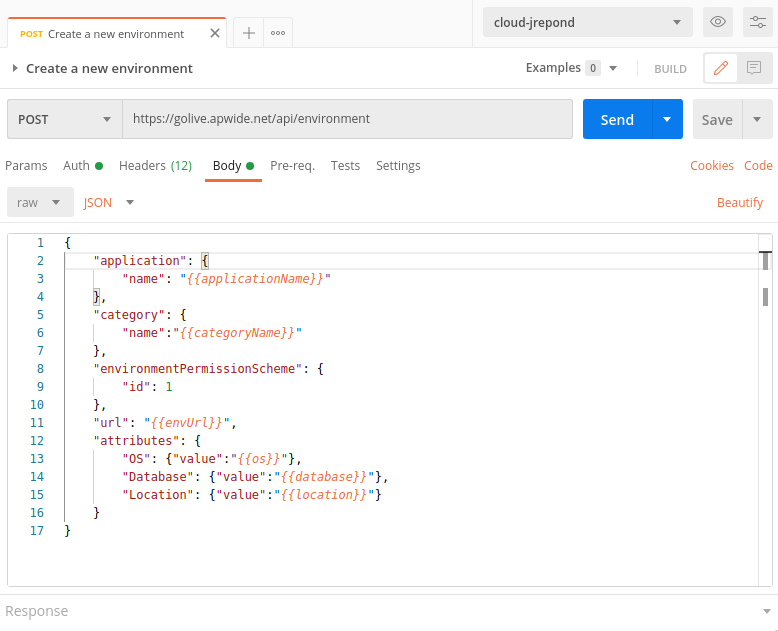 cloud-jrepond
POST Create a new environment
Create a new environment Examples 0 BUILD
POST https://golive.apwide.net/api/environment Send Save
Params Auth Headers (12) Body Pre-req. Tests Settings Cookies Code
raw JSON Beautify
1 {
2 "application": {
3 "name": "{{applicationName}}"
4 },
5 "category": {
6 "name":"{{categoryName}}"
7 },
8 "environmentPermissionScheme": {
9 "id": 1
10 },
11 "url": "{{envUrl}}",
12 "attributes": {
13 "OS": {"value":"{{os}}"},
14 "Database": {"value":"{{database}}"},
15 "Location": {"value":"{{location}}"}
16 }
17 }
Response